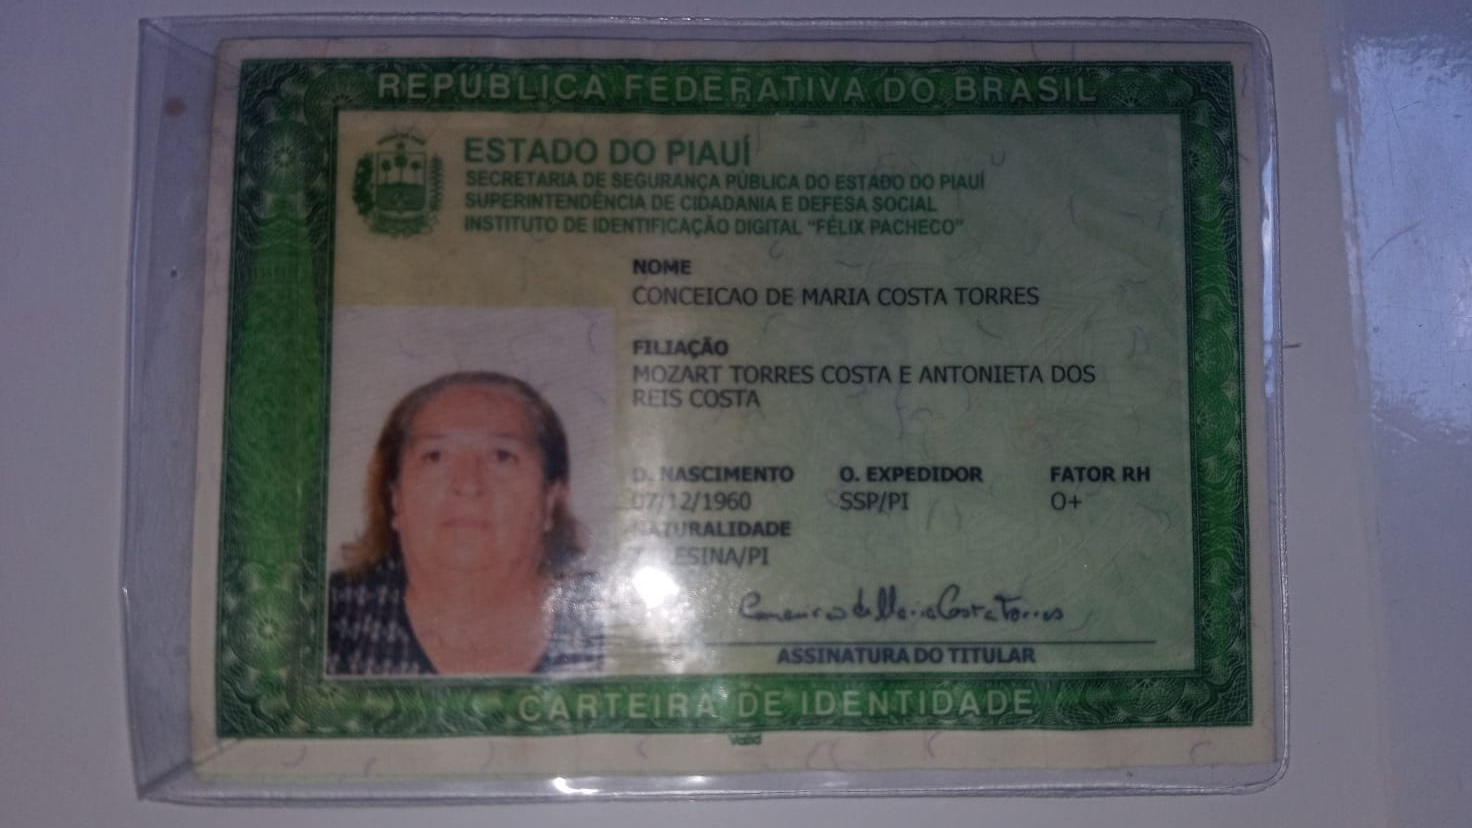 REPÚBLICA FEDERATIVA DO BRASIL
ESTADO DO PIAUÍ
SECRETARIA DE SEGURANÇA PÚBLICA DO ESTADO DO PIAUÍ
SUPERINTENDÊNCIA DE CIDADANIA E DEFESA SOCIAL
INSTITUTO DE IDENTIFICAÇÃO DIGITAL "FÉLIX PACHECO"
NOME
CONCEICAO DE MARIA COSTA TORRES
FILIAÇÃO
MOZART TORRES COSTA E ANTONIETA DOS
REIS COSTA
D. NASCIMENTO O. EXPEDIDOR FATOR RH
07/12/1960 SSP/PI O+
NATURALIDADE
ESINA/PI
Conceicao de Maria Costa Torres
ASSINATURA DO TITULAR
CARTEIRA DE IDENTIDADE